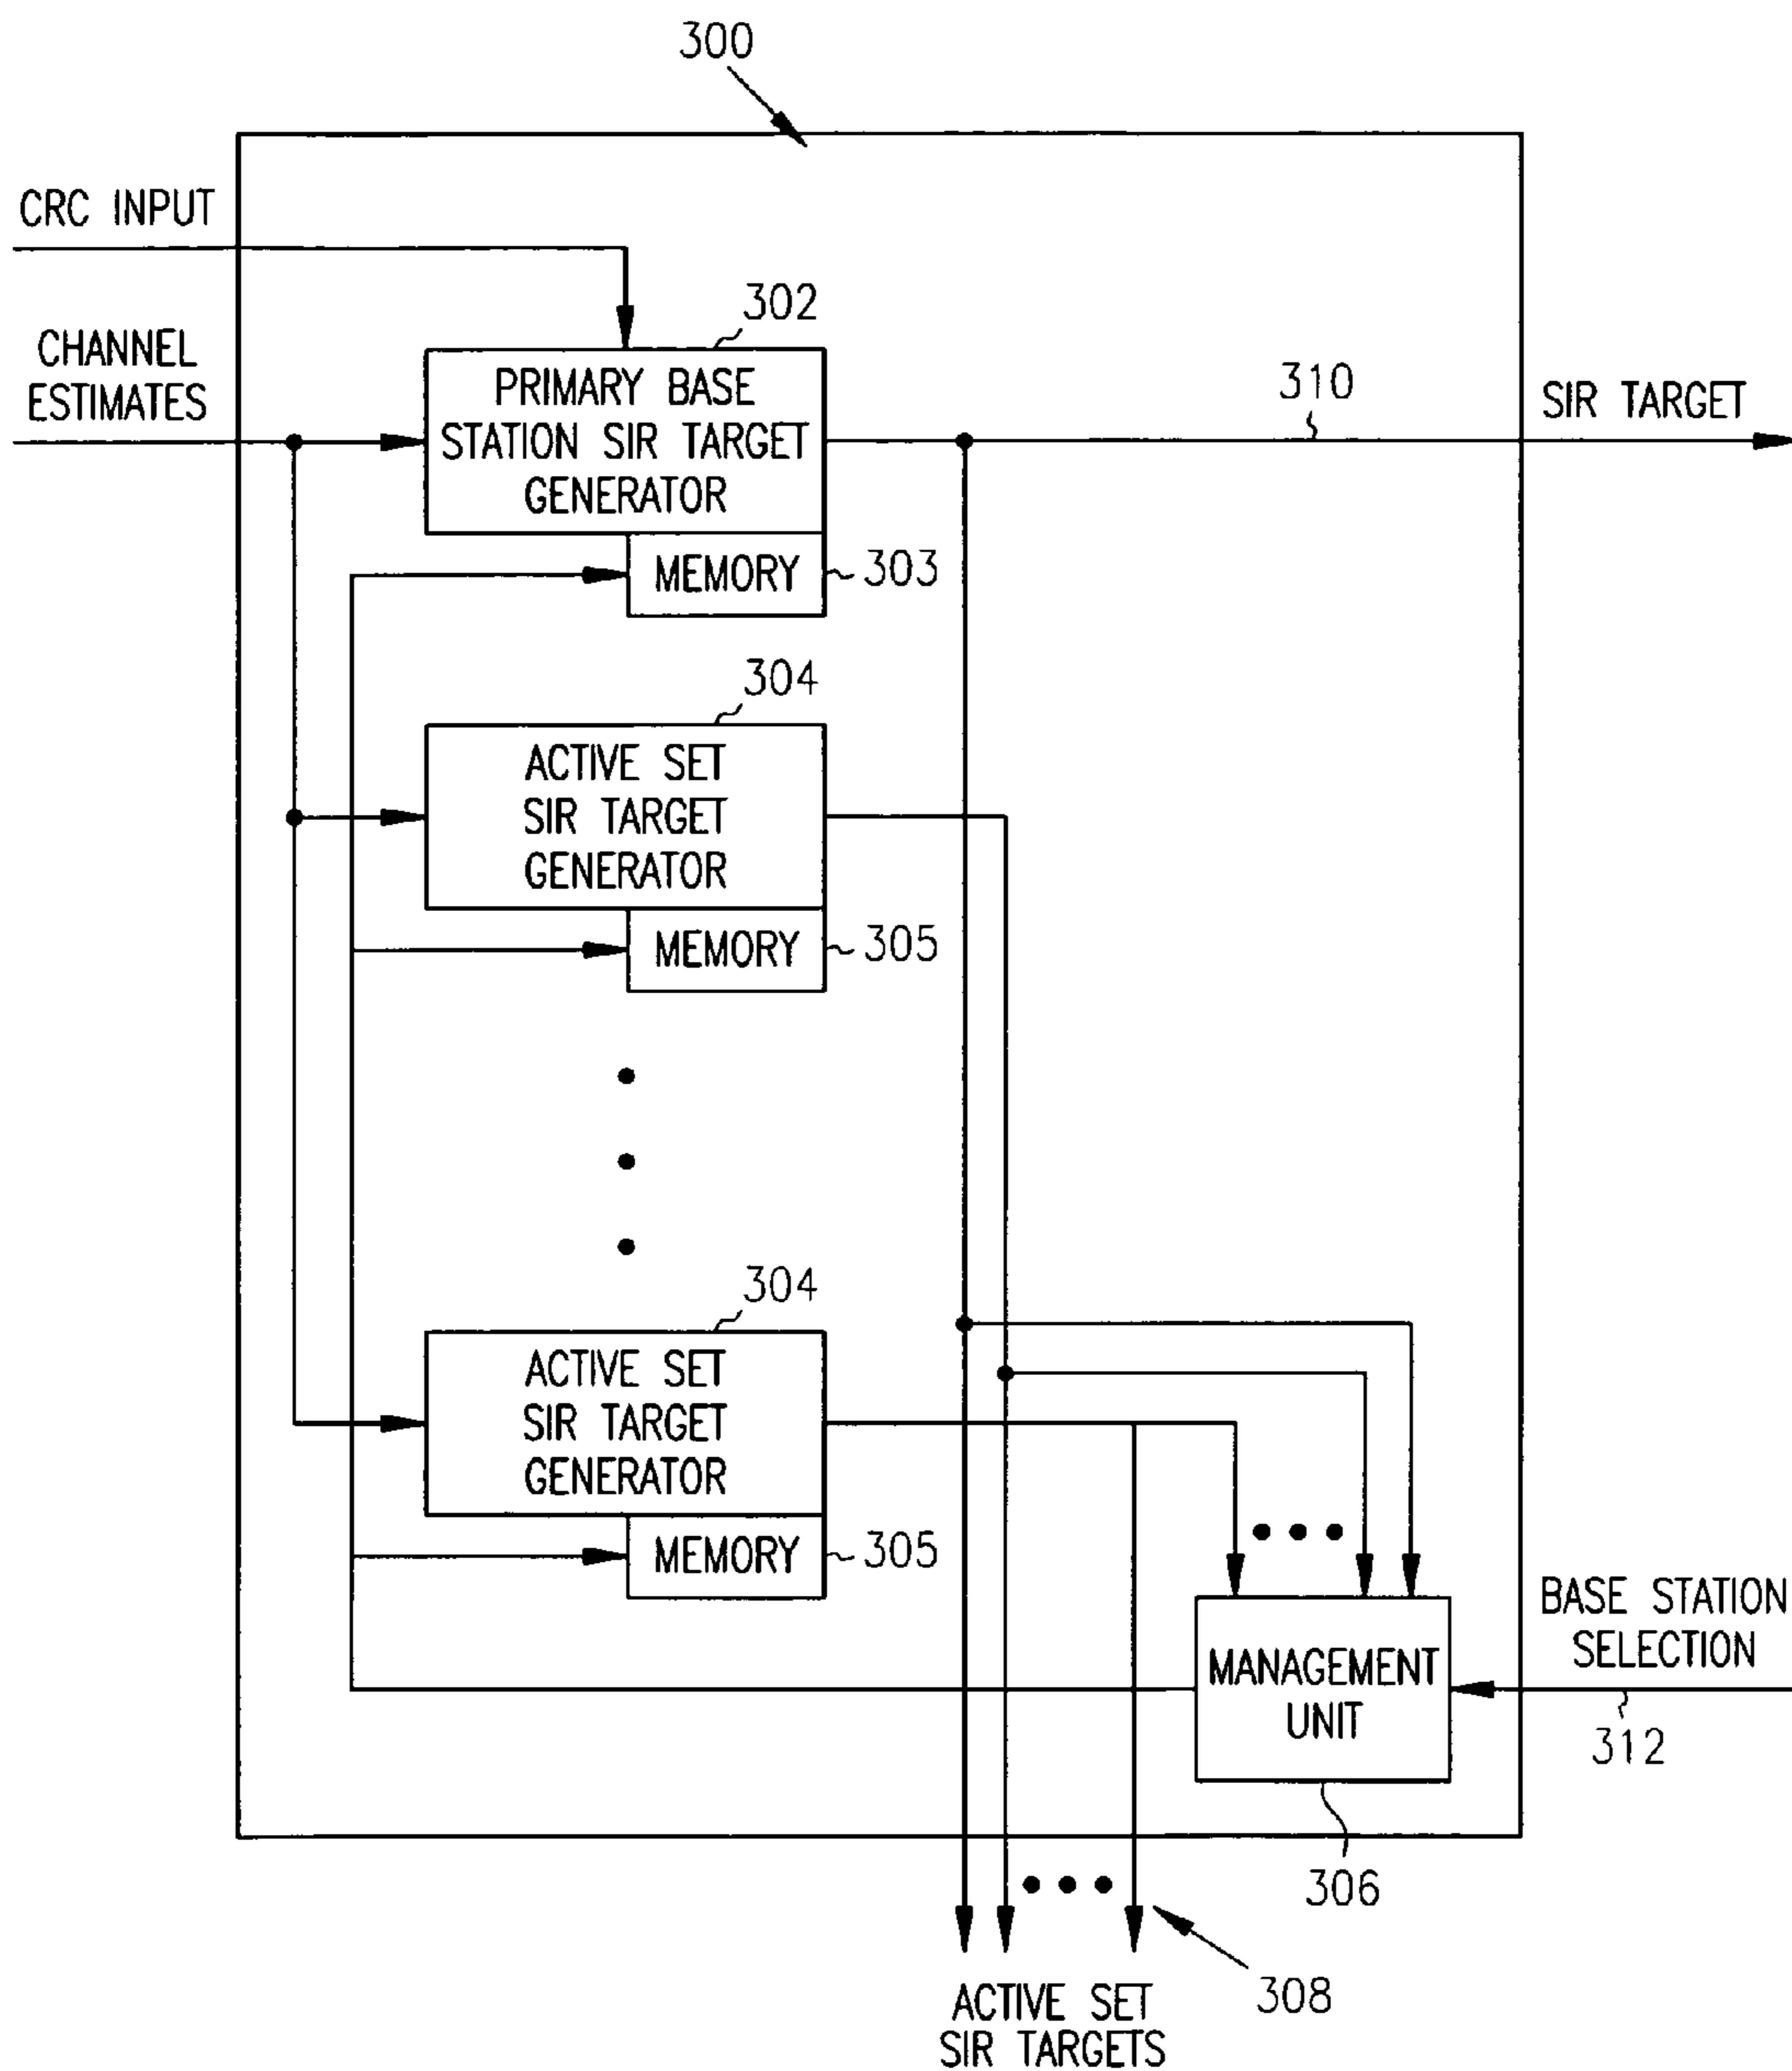 300
CRC INPUT
CHANNEL
ESTIMATES
302
PRIMARY BASE
STATION SIR TARGET
GENERATOR
MEMORY
303
310
SIR TARGET
304
ACTIVE SET
SIR TARGET
GENERATOR
MEMORY
305
304
ACTIVE SET
SIR TARGET
GENERATOR
MEMORY
305
MANAGEMENT
UNIT
BASE STATION
SELECTION
312
306
308
ACTIVE SET
SIR TARGETS